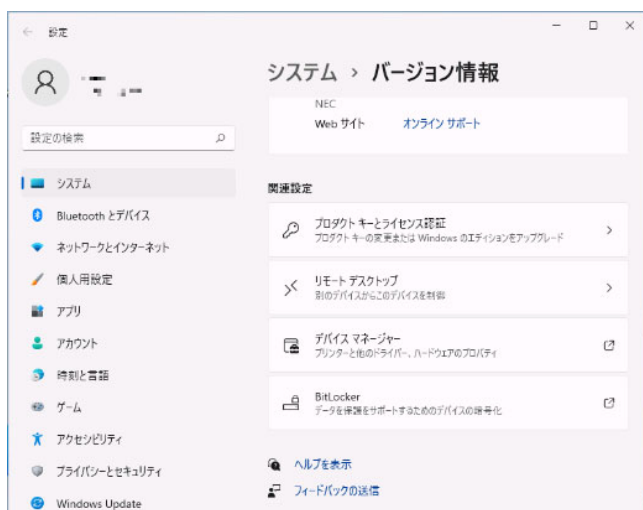 ← 設定
システム › バージョン情報
NEC
Web サイト オンライン サポート
設定の検索
関連設定
システム
Bluetooth とデバイス
ネットワークとインターネット
個人用設定
アプリ
アカウント
時刻と言語
ゲーム
アクセシビリティ
プライバシーとセキュリティ
Windows Update
プロダクト キーとライセンス認証
プロダクト キーの変更または Windows のエディションをアップグレード
リモート デスクトップ
別のデバイスからこのデバイスを制御
デバイス マネージャー
プリンターと他のドライバー、ハードウェアのプロパティ
BitLocker
データを保護をサポートするためのデバイスの暗号化
ヘルプを表示
フィードバックの送信